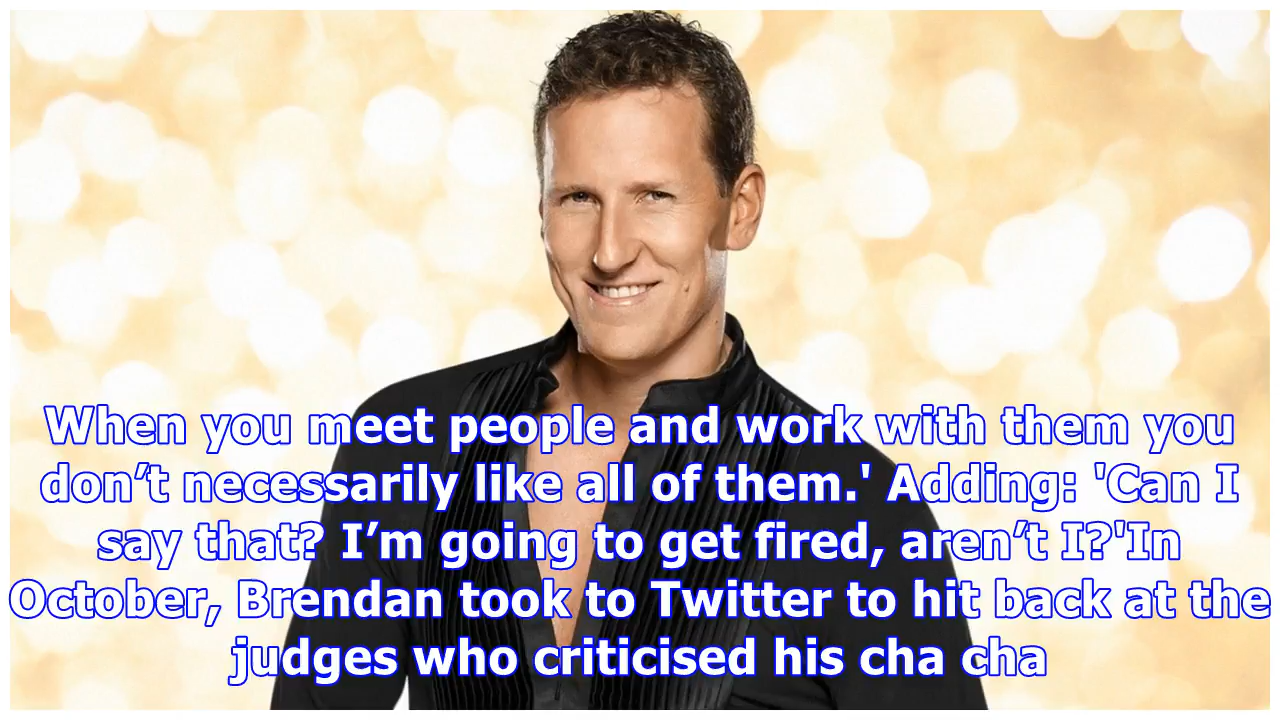 When you meet people and work with them you
don’t necessarily like all of them.' Adding: 'Can I
say that? I’m going to get fired, aren’t I?'In
October, Brendan took to Twitter to hit back at the
judges who criticised his cha cha